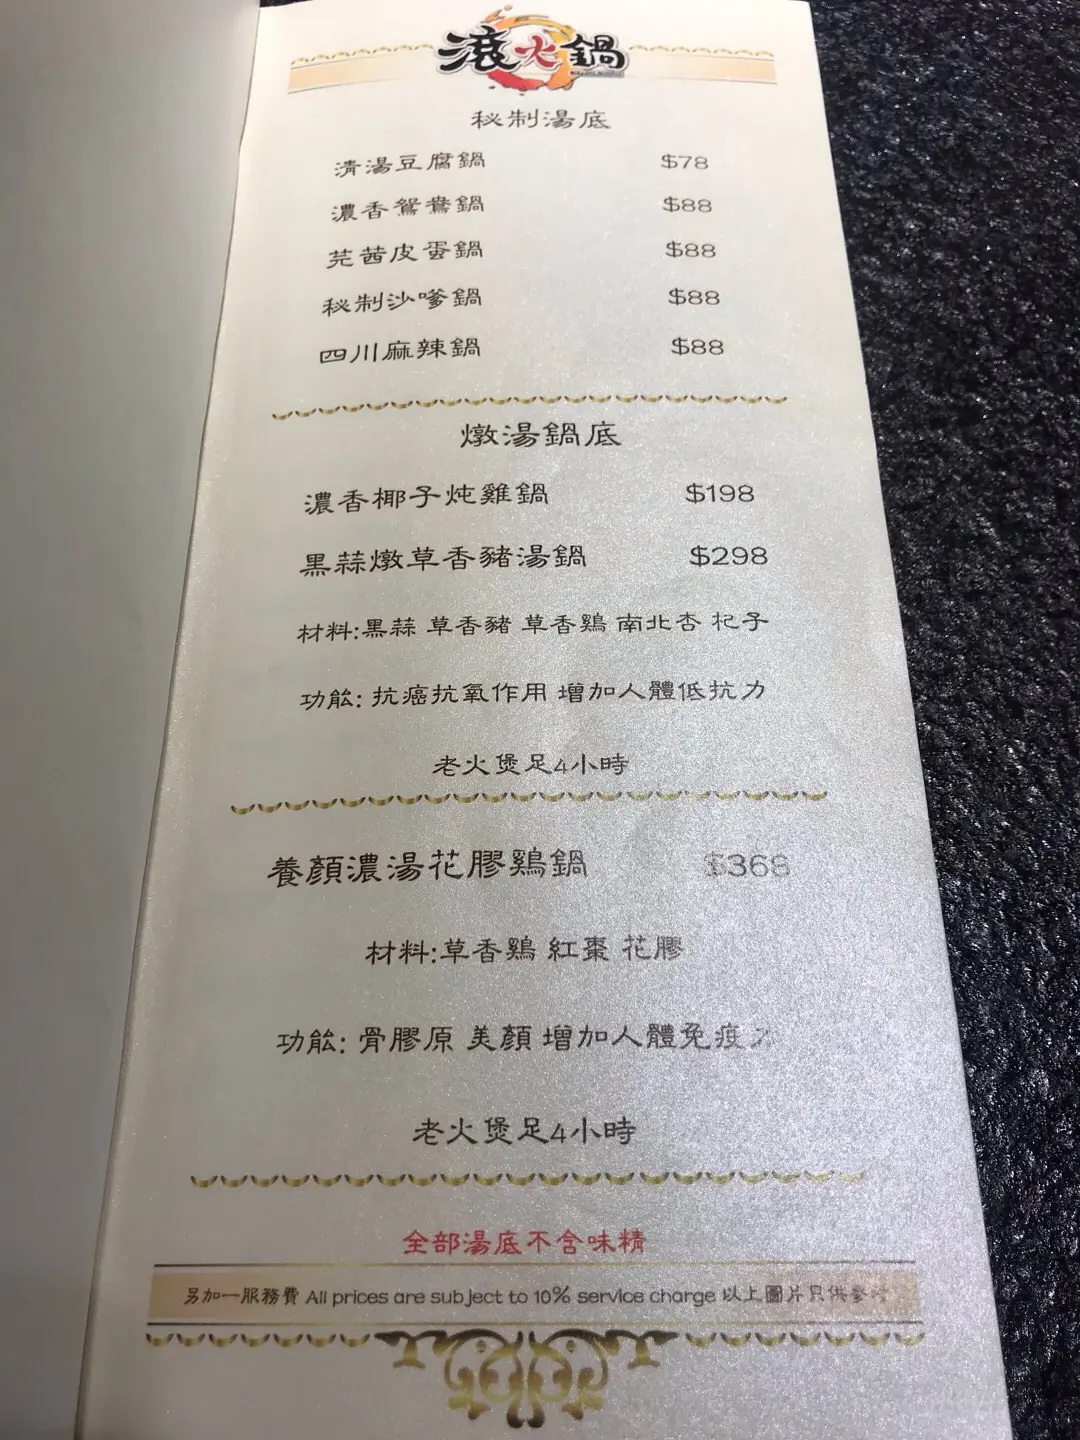 滾火鍋
秘制湯底
清湯豆腐鍋 $78
濃香鴛鴦鍋 $88
芫茜皮蛋鍋 $88
秘制沙嗲鍋 $88
四川麻辣鍋 $88
燉湯鍋底
濃香椰子炖雞鍋 $198
黑蒜燉草香豬湯鍋 $298
材料:黑蒜 草香豬 草香鷄 南北杏 杞子
功能: 抗癌抗氧作用 增加人體低抗力
老火煲足4小時
養顏濃湯花膠鷄鍋 $368
材料:草香鷄 紅棗 花膠
功能: 骨膠原 美顏 增加人體免疫力
老火煲足4小時
全部湯底不含味精
另加一服務費 All prices are subject to 10% service charge 以上圖片只供參考